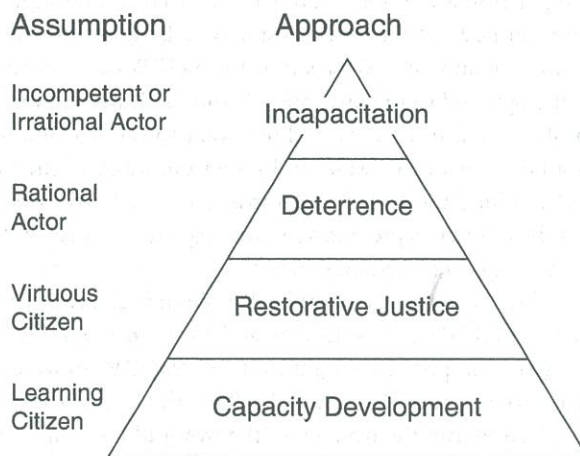 Assumption Approach
Incompetent or
Irrational Actor
Incapacitation
Rational
Actor
Deterrence
Virtuous
Citizen
Restorative Justice
Learning
Citizen
Capacity Development